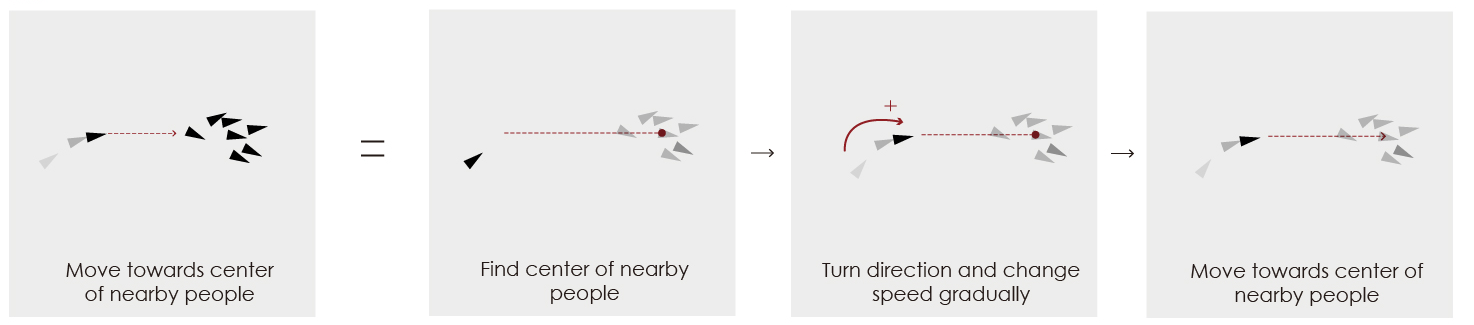 Move towards center
of nearby people
=
Find center of nearby
people
→
+
Turn direction and change
speed gradually
→
Move towards center of
nearby people